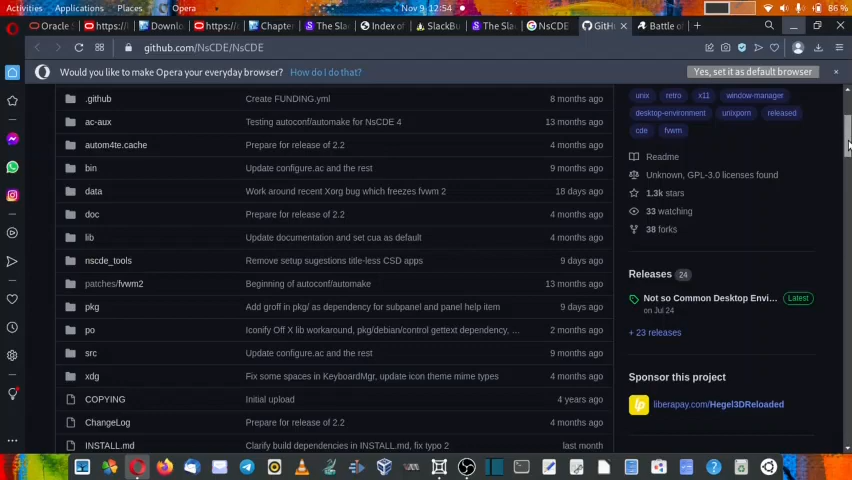 Activities Applications Places Opera Nov 9 12:54 86 %
Oracle S https:/ Downlo https:/ Chapter The Sla Index of SlackBu The Sla NsCDE GitHu Battle of
github.com/NsCDE/NsCDE
Would you like to make Opera your everyday browser? How do I do that? Yes, set it as default browser
.github Create FUNDING.yml 8 months ago
unix retro x11 window-manager
ac-aux Testing autoconf/automake for NsCDE 4 13 months ago
desktop-environment unixporn released
cde fvwm
autom4te.cache Prepare for release of 2.2 4 months ago
Readme
bin Update configure.ac and the rest 9 months ago
Unknown, GPL-3.0 licenses found
data Work around recent Xorg bug which freezes fvwm 2 18 days ago
1.3k stars
doc Prepare for release of 2.2 4 months ago
33 watching
38 forks
lib Update documentation and set cua as default 4 months ago
nscde_tools Remove setup sugestions title-less CSD apps 9 days ago
Releases 24
patches/fvwm2 Beginning of autoconf/automake 13 months ago
Not so Common Desktop Envi... Latest
on Jul 24
pkg Add groff in pkg/ as dependency for subpanel and panel help item 9 days ago
po Iconify Off X lib workaround, pkg/debian/control gettext dependency, ... 2 months ago
+ 23 releases
src Update configure.ac and the rest 9 months ago
xdg Fix some spaces in KeyboardMgr, update icon theme mime types 4 months ago
Sponsor this project
COPYING Initial upload 4 years ago
liberapay.com/Hegel3DReloaded
ChangeLog Prepare for release of 2.2 4 months ago
INSTALL.md Clarify build dependencies in INSTALL.md, fix typo 2 last month